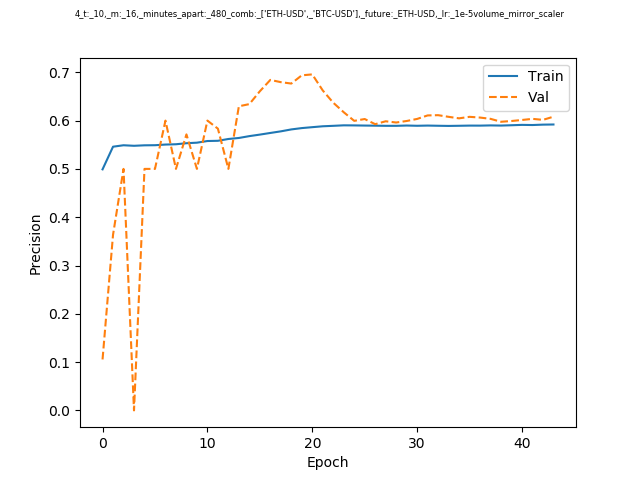 4_t:_10,_m:_16,_minutes_apart:_480_comb:_['ETH-USD',_'BTC-USD'],_future:_ETH-USD,_lr:_1e-5volume_mirror_scaler
Train
Val
0.7
0.6
0.5
0.4
0.3
0.2
0.1
0.0
Precision
0 10 20 30 40
Epoch